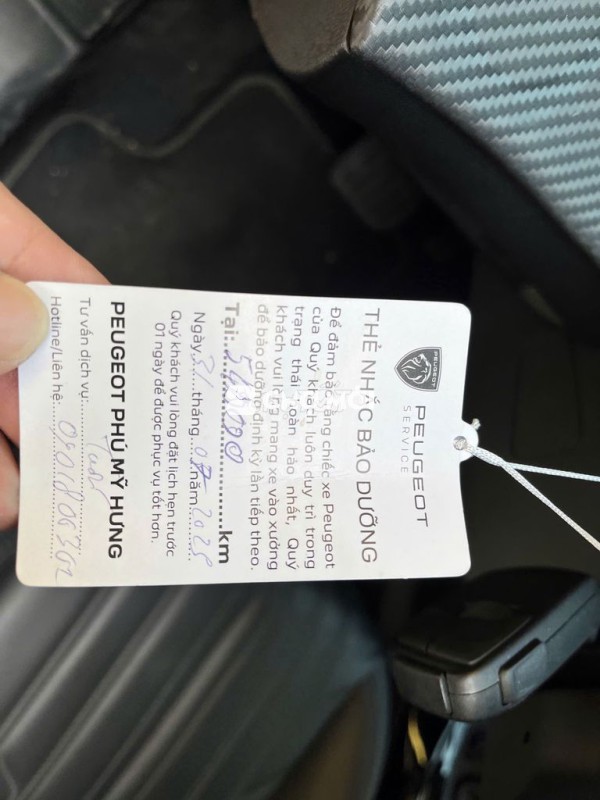 PEUGEOT
PEUGEOT
SERVICE
THẺ NHẮC BẢO DƯỠNG
Để đảm bảo rằng chiếc xe Peugeot
của Quý khách luôn duy trì trong
trạng thái hoàn hảo nhất, Quý
khách vui lòng mang xe vào xưởng
để bảo dưỡng định kỳ lần tiếp theo.
Tại:..................km
Ngày 31 tháng 07 năm 2025
Quý khách vui lòng đặt lịch hẹn trước
01 ngày để được phục vụ tốt hơn.
PEUGEOT PHÚ MỸ HƯNG
Tư vấn dịch vụ:
Hotline/Liên hệ: